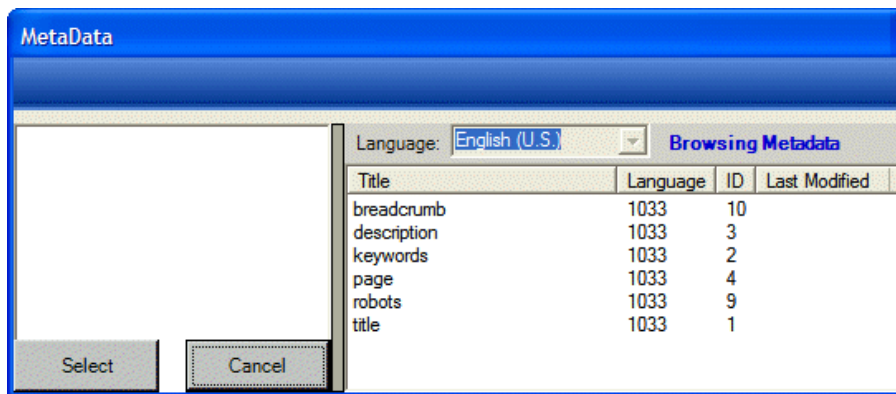 MetaData
Language: English (U.S.) Browsing Metadata
Title Language ID Last Modified
breadcrumb 1033 10
description 1033 3
keywords 1033 2
page 1033 4
robots 1033 9
title 1033 1
Select Cancel